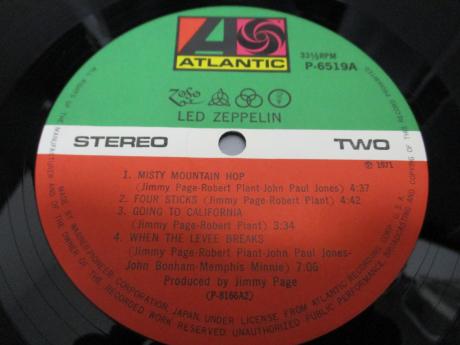 ATLANTIC
33⅓RPM
P-6519A
LED ZEPPELIN
STEREO
TWO
℗ 1971
1. MISTY MOUNTAIN HOP
(Jimmy Page-Robert Plant-John Paul Jones) 4:37
2. FOUR STICKS (Jimmy Page-Robert Plant) 4:42
3. GOING TO CALIFORNIA
(Jimmy Page-Robert Plant) 3:34
4. WHEN THE LEVEE BREAKS
(Jimmy Page-Robert Plant-John Paul Jones-
John Bonham-Memphis Minnie) 7:06
Produced by Jimmy Page
(P-8166A2)
MADE BY WARNER-PIONEER CORPORATION, JAPAN, UNDER LICENSE FROM ATLANTIC RECORDING CORP., U.S.A.
ALL RIGHTS OF THE MANUFACTURER AND OF THE OWNER OF THE RECORDED WORK RESERVED UNAUTHORIZED PUBLIC PERFORMANCE, BROADCASTING AND COPYING OF THIS RECORD PROHIBITED